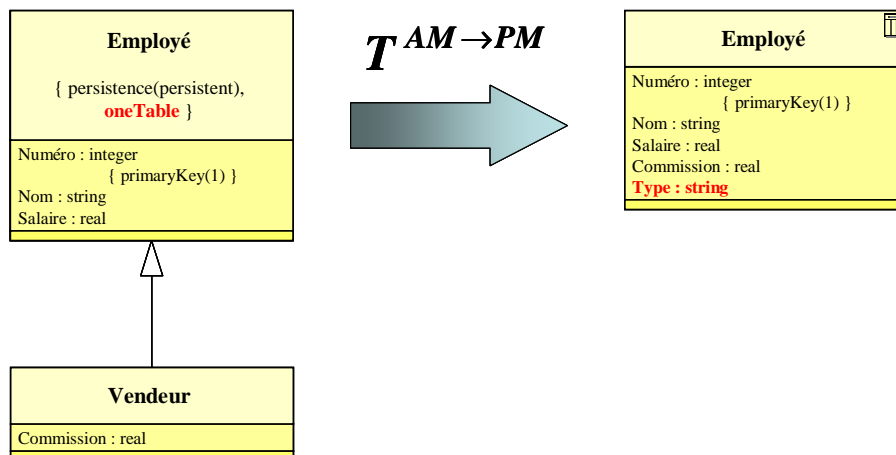 Employé
{ persistence(persistent),
oneTable }
Numéro : integer
{ primaryKey(1) }
Nom : string
Salaire : real
Vendeur
Commission : real
T AM→PM
Employé
Numéro : integer
{ primaryKey(1) }
Nom : string
Salaire : real
Commission : real
Type : string